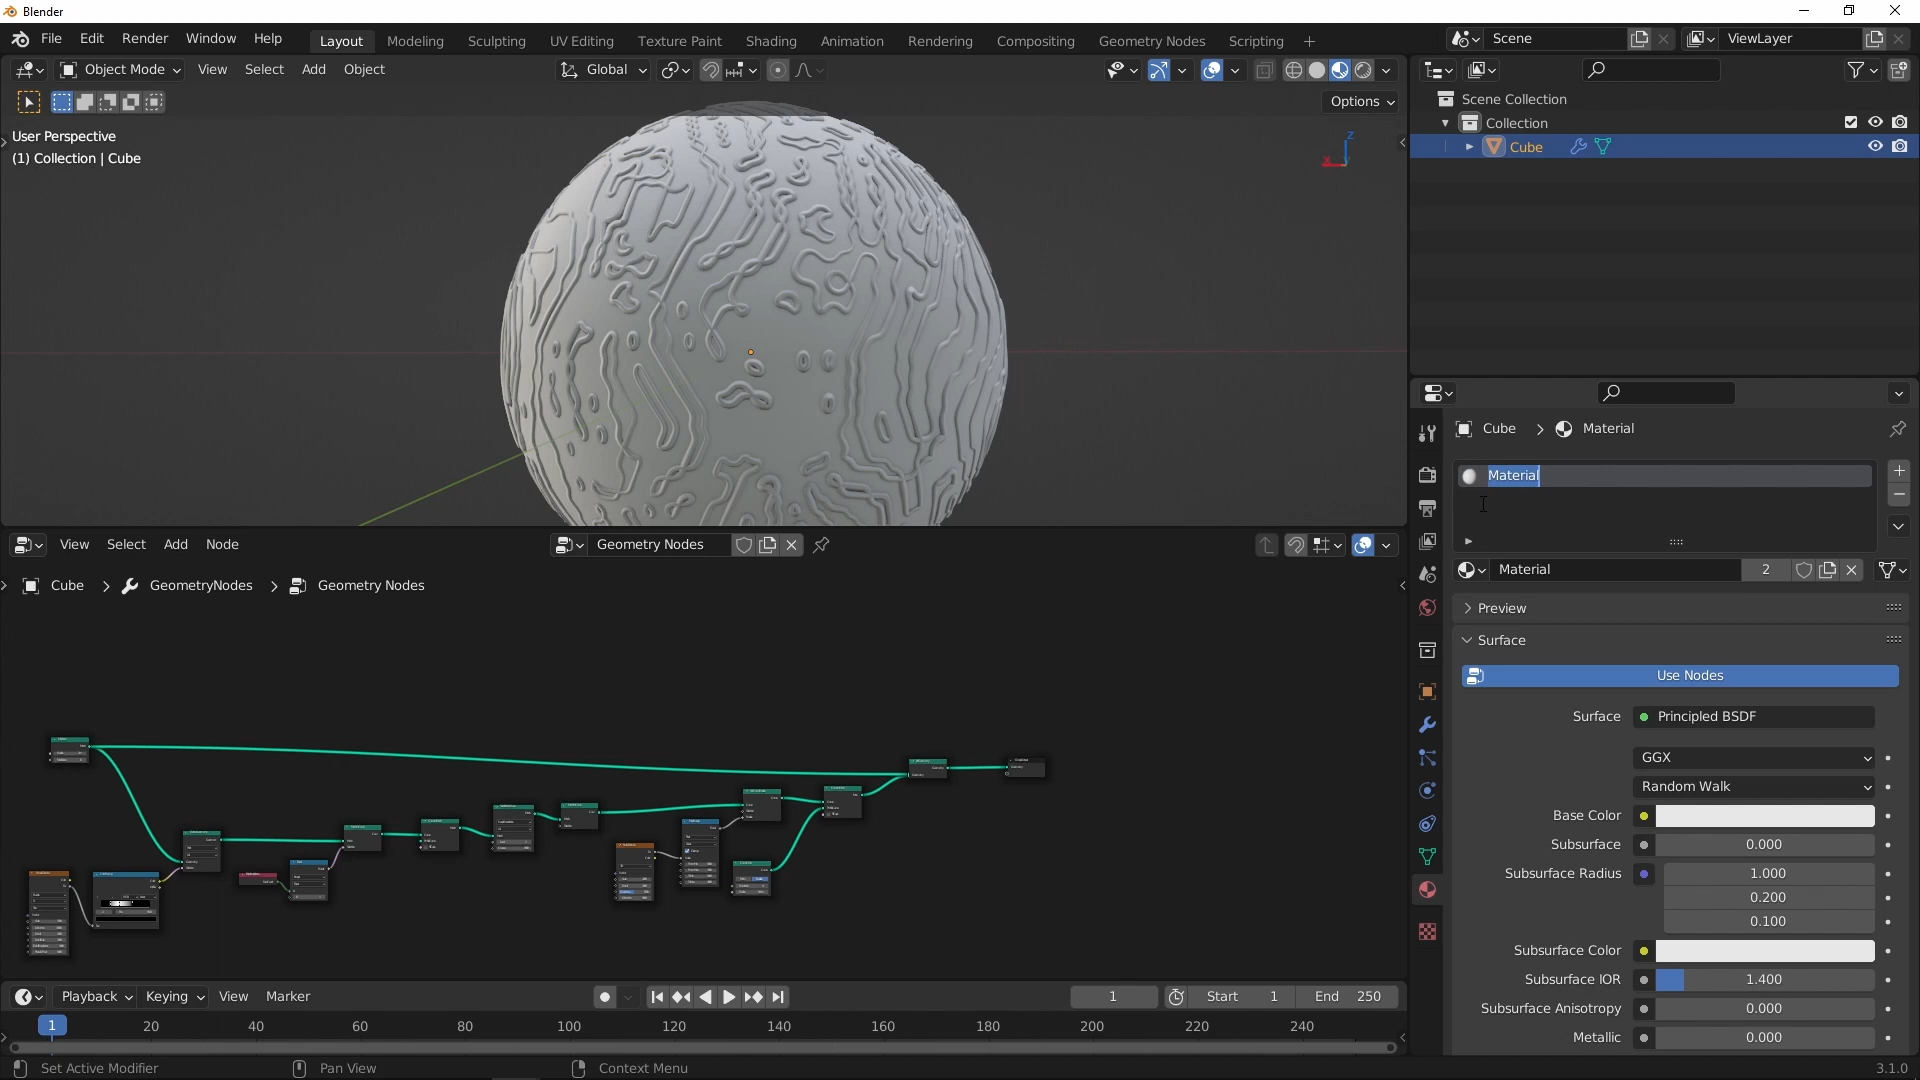 Blender
File Edit Render Window Help
Layout Modeling Sculpting UV Editing Texture Paint Shading Animation Rendering Compositing Geometry Nodes Scripting
Scene
ViewLayer
Object Mode View Select Add Object
Global
Options
User Perspective
(1) Collection | Cube
Z
X
Scene Collection
Collection
Cube
Cube Material
Material
Material 2
Preview
Surface
Use Nodes
Surface Principled BSDF
GGX
Random Walk
Base Color
Subsurface 0.000
Subsurface Radius 1.000
0.200
0.100
Subsurface Color
Subsurface IOR 1.400
Subsurface Anisotropy 0.000
Metallic 0.000
View Select Add Node
Geometry Nodes
Cube GeometryNodes Geometry Nodes
Playback Keying View Marker
1
Start 1
End 250
1 20 40 60 80 100 120 140 160 180 200 220 240
Set Active Modifier
Pan View
Context Menu
3.1.0